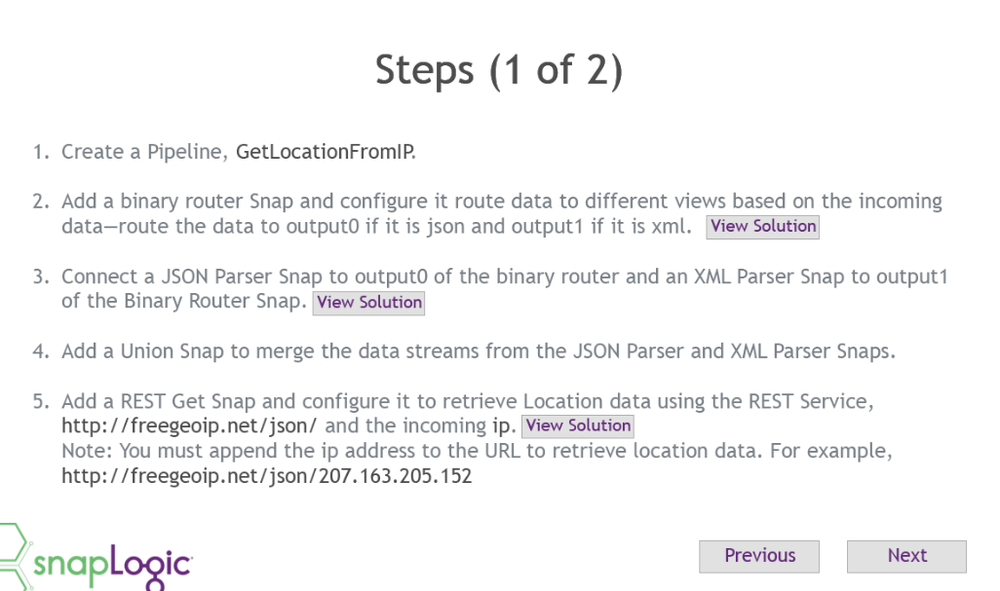 Steps (1 of 2)
1. Create a Pipeline, GetLocationFromIP.
2. Add a binary router Snap and configure it route data to different views based on the incoming
data—route the data to output0 if it is json and output1 if it is xml. View Solution
3. Connect a JSON Parser Snap to output0 of the binary router and an XML Parser Snap to output1
of the Binary Router Snap. View Solution
4. Add a Union Snap to merge the data streams from the JSON Parser and XML Parser Snaps.
5. Add a REST Get Snap and configure it to retrieve Location data using the REST Service,
http://freegeoip.net/json/ and the incoming ip. View Solution
Note: You must append the ip address to the URL to retrieve location data. For example,
http://freegeoip.net/json/207.163.205.152
snapLogic
Previous Next